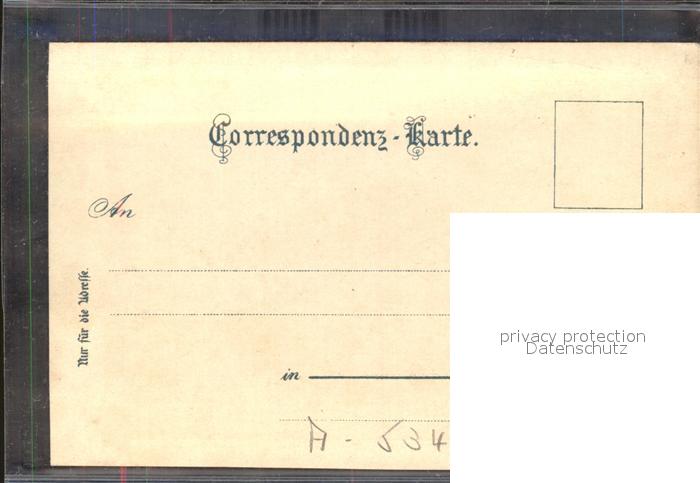 Correspondenz-Karte.
An
Nur für die Adresse.
privacy protection
Datenschutz
in
A - 534